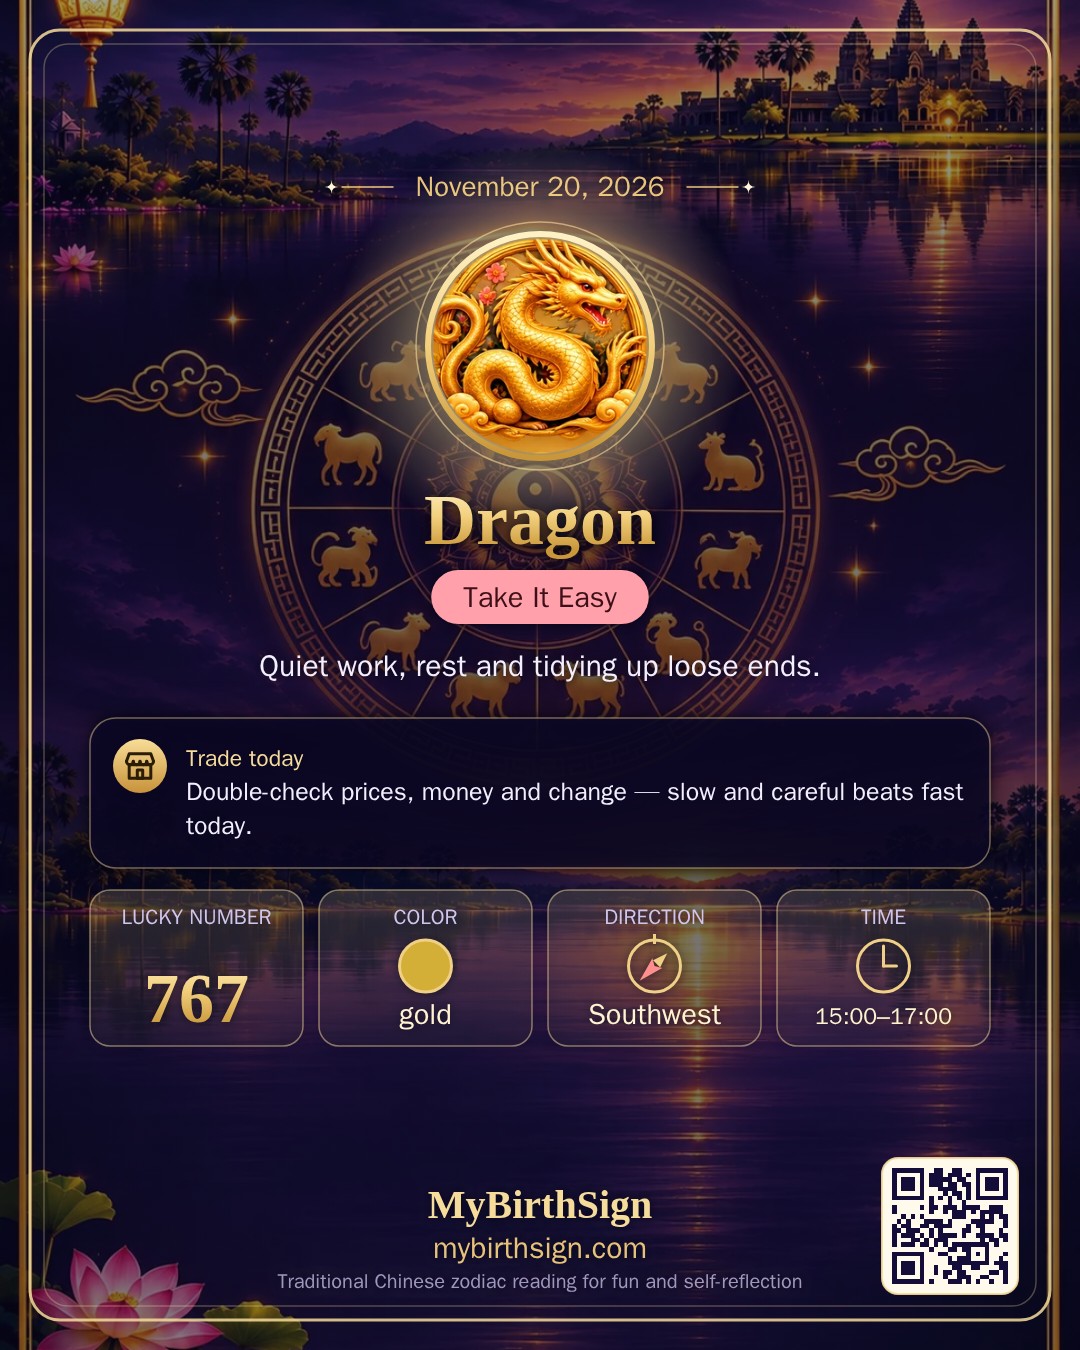 November 20, 2026
Dragon
Take It Easy
Quiet work, rest and tidying up loose ends.
Trade today
Double-check prices, money and change — slow and careful beats fast
today.
LUCKY NUMBER
767
COLOR
gold
DIRECTION
Southwest
TIME
15:00–17:00
MyBirthSign
mybirthsign.com
Traditional Chinese zodiac reading for fun and self-reflection